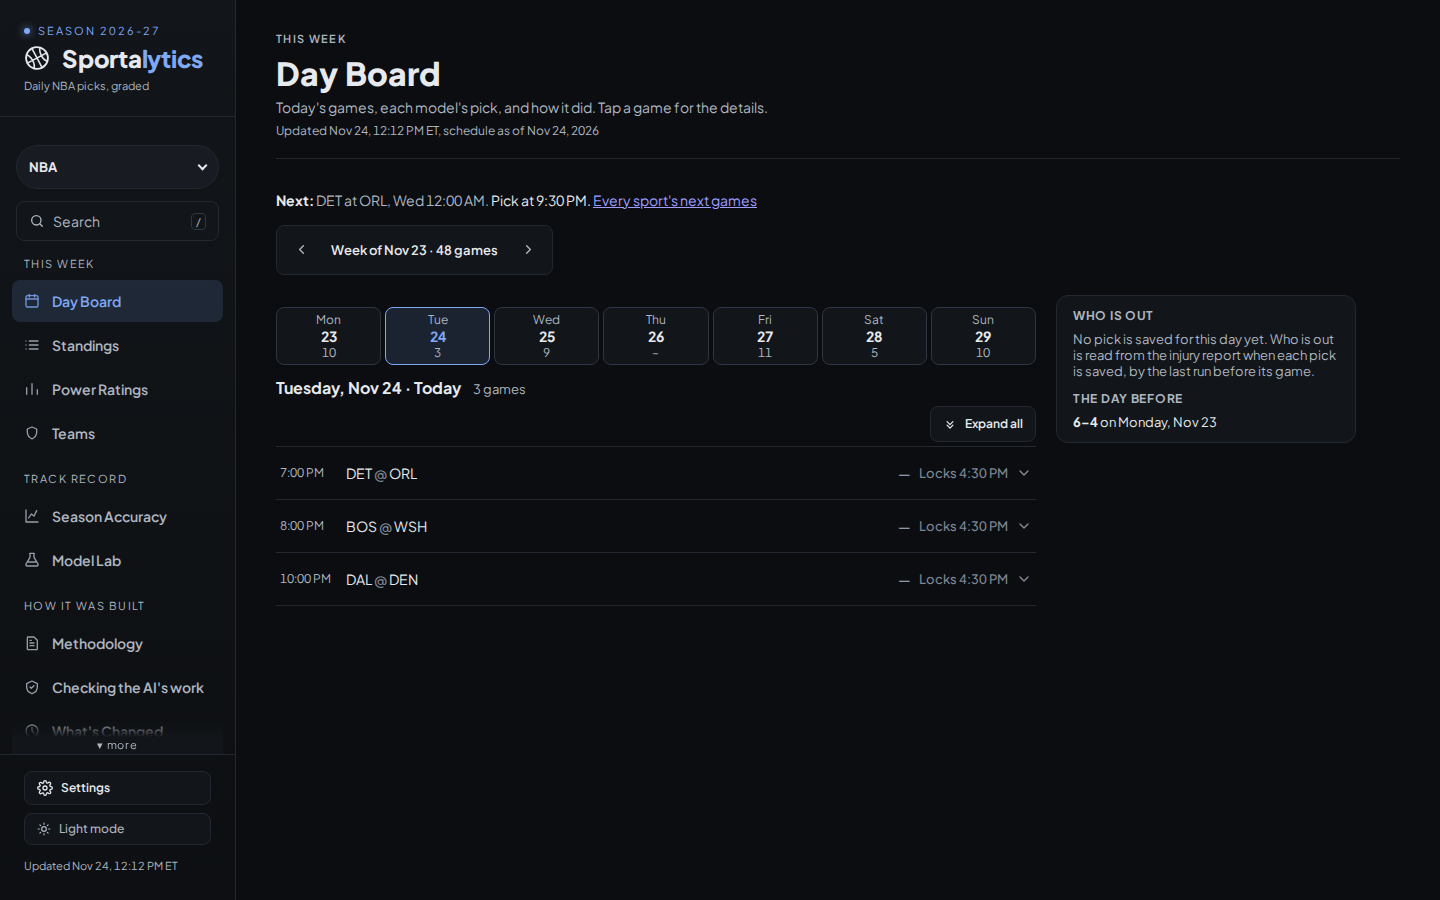 SEASON 2026-27
Sportalytics
Daily NBA picks, graded
NBA
Search /
THIS WEEK
Day Board
Standings
Power Ratings
Teams
TRACK RECORD
Season Accuracy
Model Lab
HOW IT WAS BUILT
Methodology
Checking the AI's work
What's Changed
▾ more
Settings
Light mode
Updated Nov 24, 12:12 PM ET
THIS WEEK
Day Board
Today's games, each model's pick, and how it did. Tap a game for the details.
Updated Nov 24, 12:12 PM ET, schedule as of Nov 24, 2026
Next: DET at ORL, Wed 12:00 AM. Pick at 9:30 PM. Every sport's next games
Week of Nov 23 · 48 games
Mon 23 10
Tue 24 3
Wed 25 9
Thu 26 –
Fri 27 11
Sat 28 5
Sun 29 10
Tuesday, Nov 24 · Today 3 games
Expand all
7:00 PM DET @ ORL — Locks 4:30 PM
8:00 PM BOS @ WSH — Locks 4:30 PM
10:00 PM DAL @ DEN — Locks 4:30 PM
WHO IS OUT
No pick is saved for this day yet. Who is out
is read from the injury report when each pick
is saved, by the last run before its game.
THE DAY BEFORE
6–4 on Monday, Nov 23